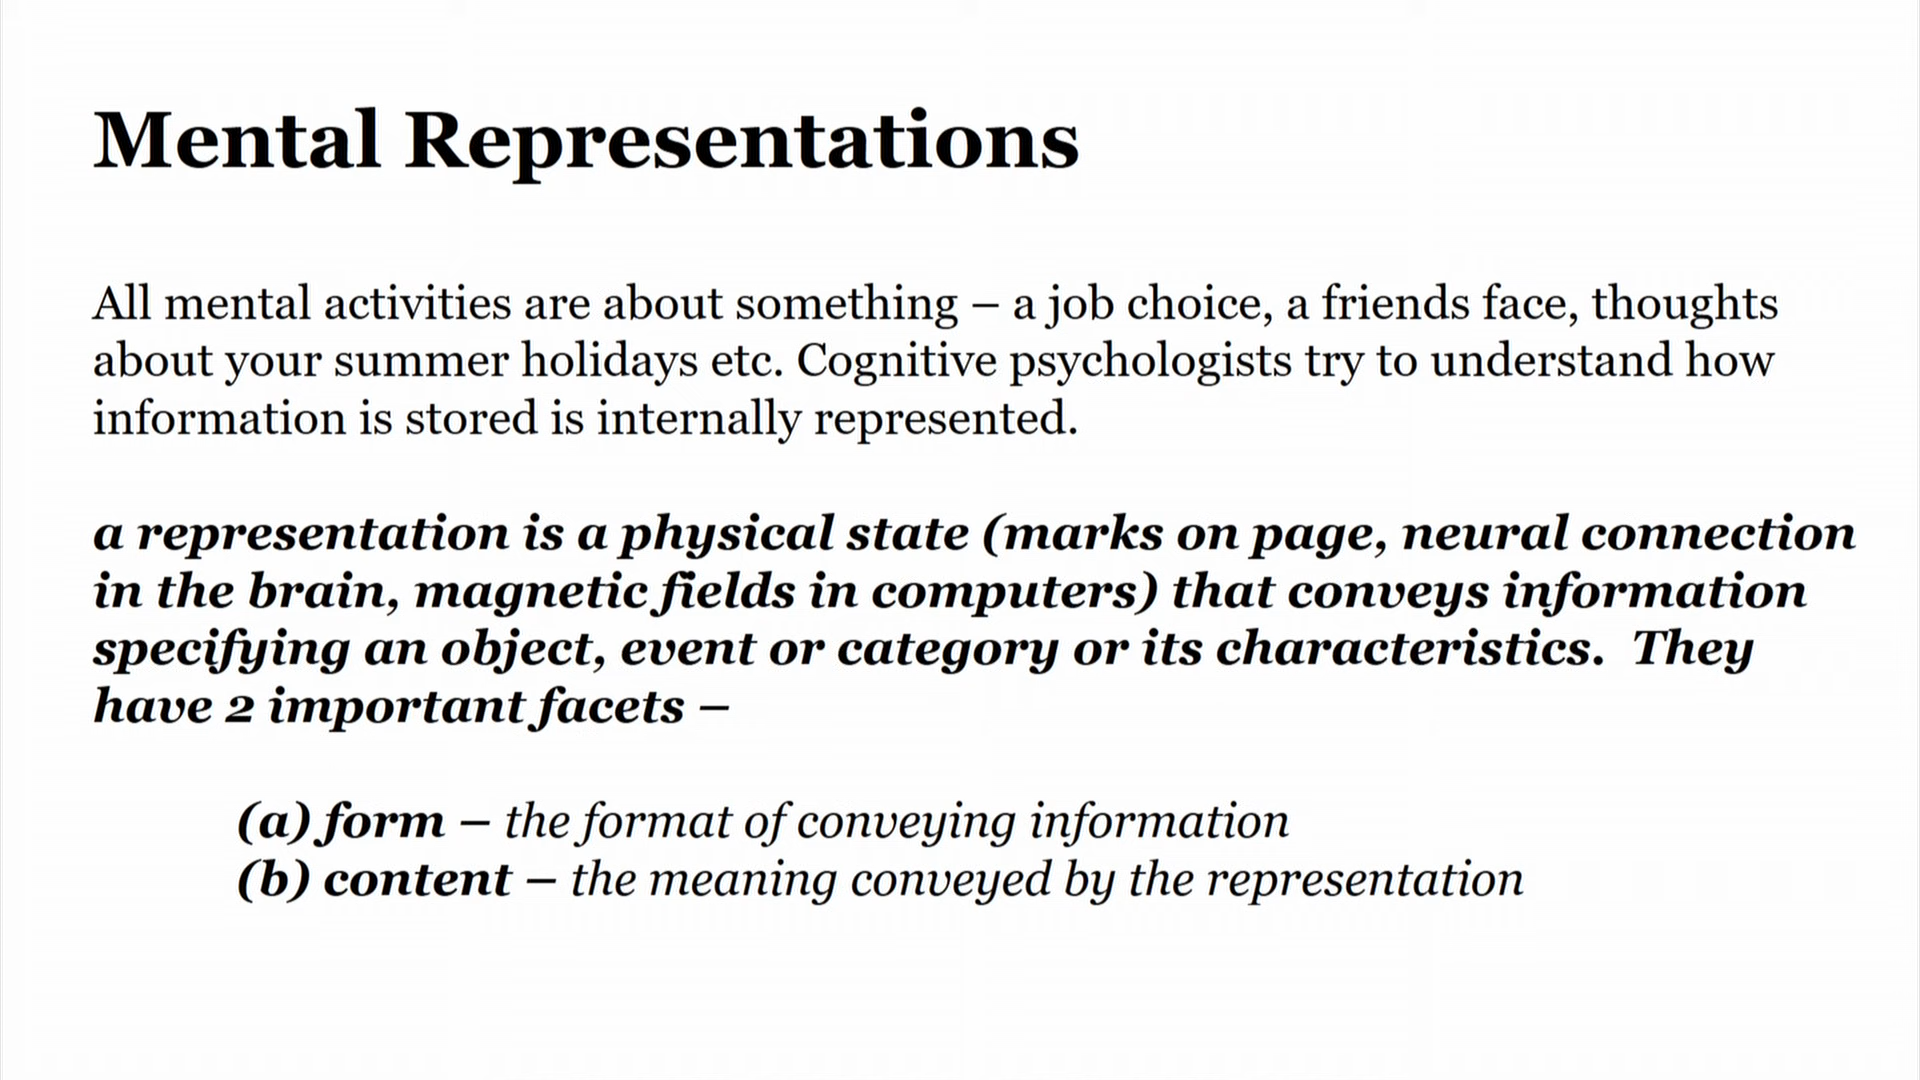 Mental Representations
All mental activities are about something – a job choice, a friends face, thoughts
about your summer holidays etc. Cognitive psychologists try to understand how
information is stored is internally represented.
a representation is a physical state (marks on page, neural connection
in the brain, magnetic fields in computers) that conveys information
specifying an object, event or category or its characteristics.  They
have 2 important facets –
(a) form – the format of conveying information
(b) content – the meaning conveyed by the representation